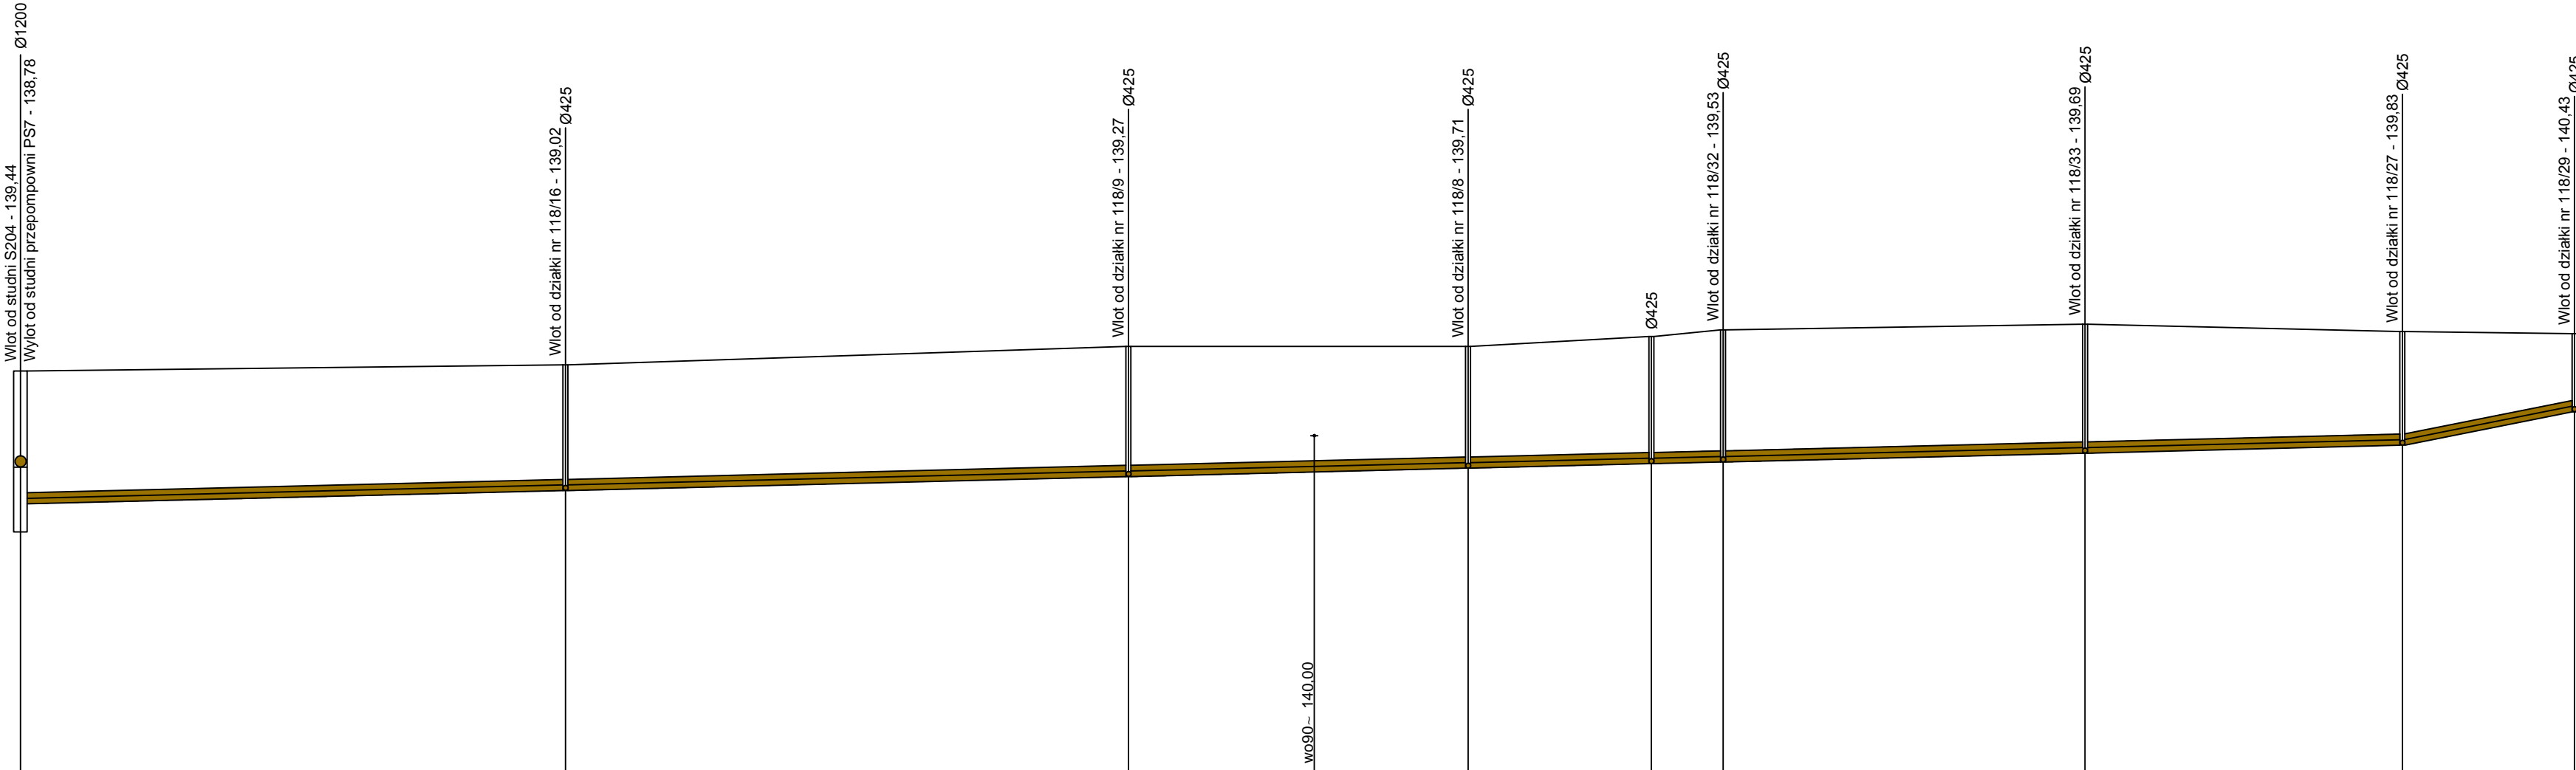 Ø1200
Wlot od studni S204 - 139,44
Wylot od studni przepompowni PS7 - 138,78
Ø425
Wlot od działki nr 118/16 - 139,02
Ø425
Wlot od działki nr 118/9 - 139,27
wo90~ 140,00
Ø425
Wlot od działki nr 118/8 - 139,71
Ø425
Ø425
Wlot od działki nr 118/32 - 139,53
Ø425
Wlot od działki nr 118/33 - 139,69
Ø425
Wlot od działki nr 118/27 - 139,83
Ø425
Wlot od działki nr 118/29 - 140,43